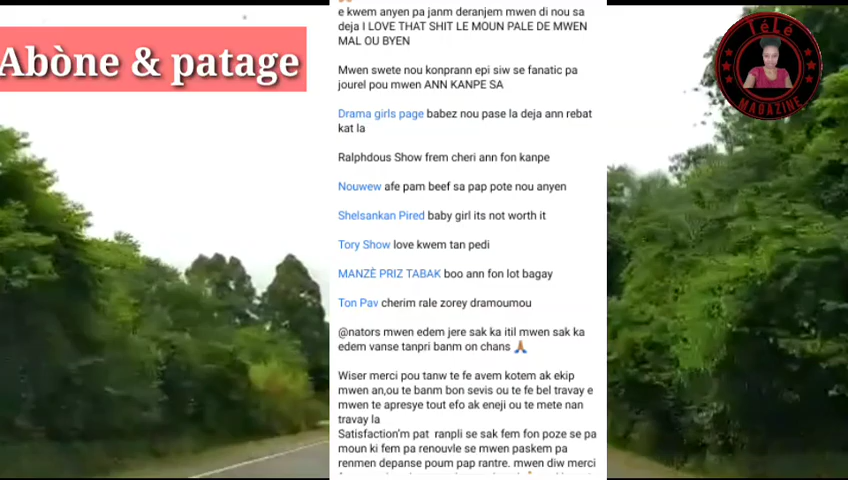 Abòne & patage
TéLé
MAGAZINE
e kwem anyen pa janm deranjem mwen di nou sa
deja I LOVE THAT SHIT LE MOUN PALE DE MWEN
MAL OU BYEN
Mwen swete nou konprann epi siw se fanatic pa
jourel pou mwen ANN KANPE SA
Drama girls page babez nou pase la deja ann rebat
kat la
Ralphdous Show frem cheri ann fon kanpe
Nouwew afe pam beef sa pap pote nou anyen
Shelsankan Pired baby girl its not worth it
Tory Show love kwem tan pedi
MANZÈ PRIZ TABAK boo ann fon lot bagay
Ton Pav cherim rale zorey dramoumou
@nators mwen edem jere sak ka itil mwen sak ka
edem vanse tanpri banm on chans 🙏🏾
Wiser merci pou tanw te fe avem kotem ak ekip
mwen an,ou te banm bon sevis ou te fe bel travay e
mwen te apresye tout efo ak eneji ou te mete nan
travay la
Satisfaction'm pat ranpli se sak fem fon poze se pa
moun ki fem pa renouvle se mwen paskem pa
renmen depanse poum pap rantre. mwen diw merci